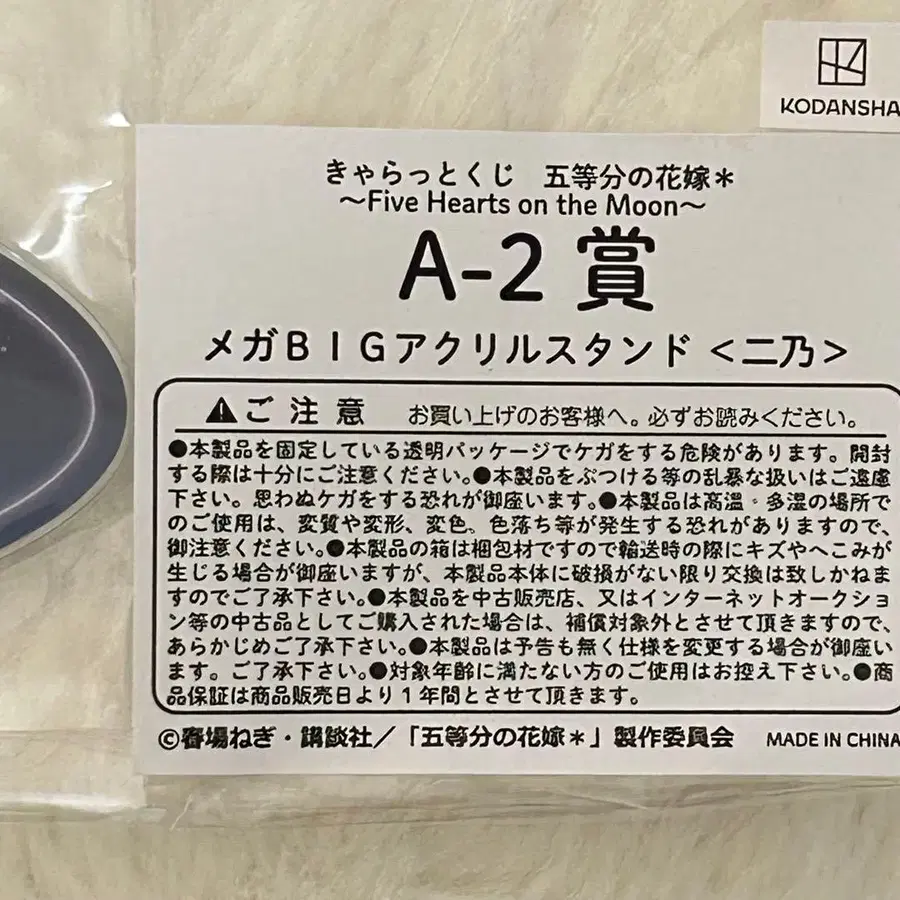 KODANSHA
きゃらっとくじ　五等分の花嫁＊
～Five Hearts on the Moon～
A-2 賞
メガＢＩＧアクリルスタンド＜二乃＞
⚠ご注意　お買い上げのお客様へ。必ずお読みください。
●本製品を固定している透明パッケージでケガをする危険があります。開封
する際は十分にご注意ください。●本製品をぶつける等の乱暴な扱いはご遠慮
下さい。思わぬケガをする恐れが御座います。●本製品は高温・多湿の場所で
のご使用は、変質や変形、変色、色落ち等が発生する恐れがありますので、
御注意ください。●本製品の箱は梱包材ですので輸送時の際にキズやへこみが
生じる場合が御座いますが、本製品本体に破損がない限り交換は致しかねま
すのでご了承下さい。●本製品を中古販売店、又はインターネットオークショ
ン等の中古品としてご購入された場合は、補償対象外とさせて頂きますので、
あらかじめご了承下さい。●本製品は予告も無く仕様を変更する場合が御座い
ます。ご了承下さい。●対象年齢に満たない方のご使用はお控え下さい。●商
品保証は商品販売日より１年間とさせて頂きます。
©春場ねぎ・講談社／「五等分の花嫁＊」製作委員会　MADE IN CHINA